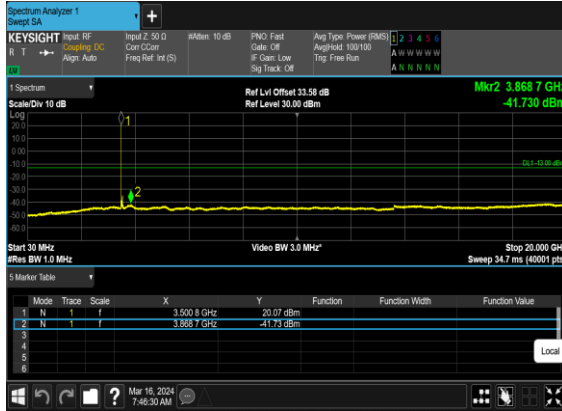 Spectrum Analyzer 1
Swept SA
+
KEYSIGHT Input: RF Input Z: 50 Ω #Atten: 10 dB PNO: Fast Avg Type: Power (RMS) 1 2 3 4 5 6
R T Coupling: DC Corr CCorr Gate: Off Avg|Hold: 100/100 A W W W W W
Align: Auto Freq Ref: Int (S) IF Gain: Low Trig: Free Run
Sig Track: Off A N N N N N
1 Spectrum Ref Lvl Offset 33.58 dB Mkr2 3.868 7 GHz
Scale/Div 10 dB Ref Level 30.00 dBm -41.730 dBm
Log
20.0
10.0
0.00
-10.0
-20.0
-30.0
-40.0
-50.0
-60.0
1
DL1 -13.00 dBm
2
Start 30 MHz Video BW 3.0 MHz* Stop 20.000 GHz
#Res BW 1.0 MHz Sweep 34.7 ms (40001 pts)
5 Marker Table
Mode Trace Scale X Y Function Function Width Function Value
1 N 1 f 3.500 8 GHz 20.07 dBm
2 N 1 f 3.868 7 GHz -41.73 dBm
3
4
5
6
Local
? Mar 16, 2024
7:46:30 AM